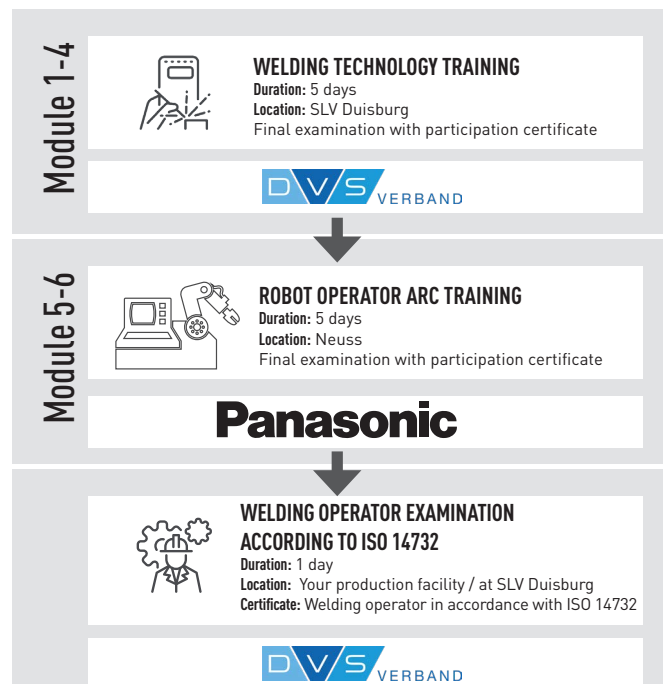 Module 1-4
WELDING TECHNOLOGY TRAINING
Duration: 5 days
Location: SLV Duisburg
Final examination with participation certificate
DVS VERBAND
Module 5-6
ROBOT OPERATOR ARC TRAINING
Duration: 5 days
Location: Neuss
Final examination with participation certificate
Panasonic
WELDING OPERATOR EXAMINATION
ACCORDING TO ISO 14732
Duration: 1 day
Location: Your production facility / at SLV Duisburg
Certificate: Welding operator in accordance with ISO 14732
DVS VERBAND